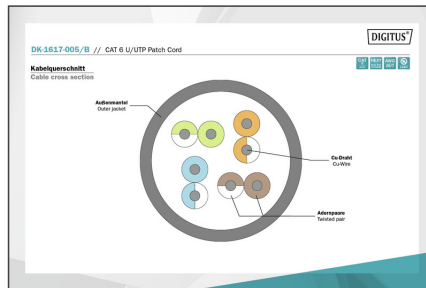 DIGITUS®
DK-1617-005/B // CAT 6 U/UTP Patch Cord
Kabelquerschnitt
Cable cross section
Außenmantel
Outer jacket
Cu-Draht
Cu-Wire
Adernpaare
Twisted pair